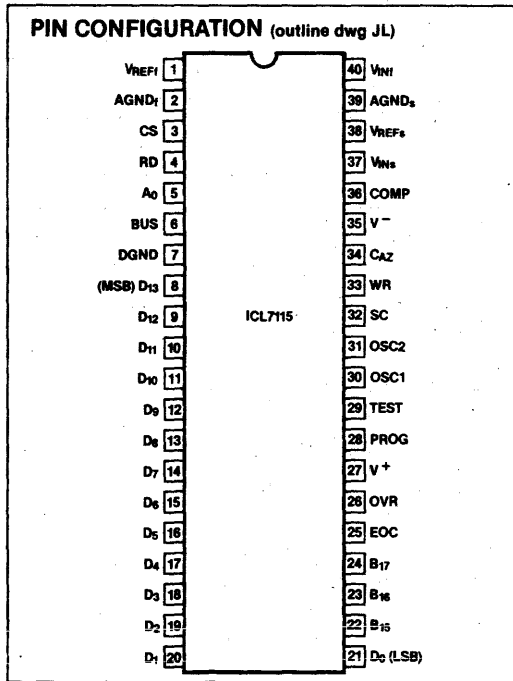 PIN CONFIGURATION (outline dwg JL)
VREFf 1
AGNDf 2
CS 3
RD 4
A0 5
BUS 6
DGND 7
(MSB) D13 8
D12 9
D11 10
D10 11
D9 12
D8 13
D7 14
D6 15
D5 16
D4 17
D3 18
D2 19
D1 20
ICL7115
40 VINf
39 AGNDs
38 VREFs
37 VINs
36 COMP
35 V−
34 CAZ
33 WR
32 SC
31 OSC2
30 OSC1
29 TEST
28 PROG
27 V+
26 OVR
25 EOC
24 B17
23 B16
22 B15
21 D0 (LSB)